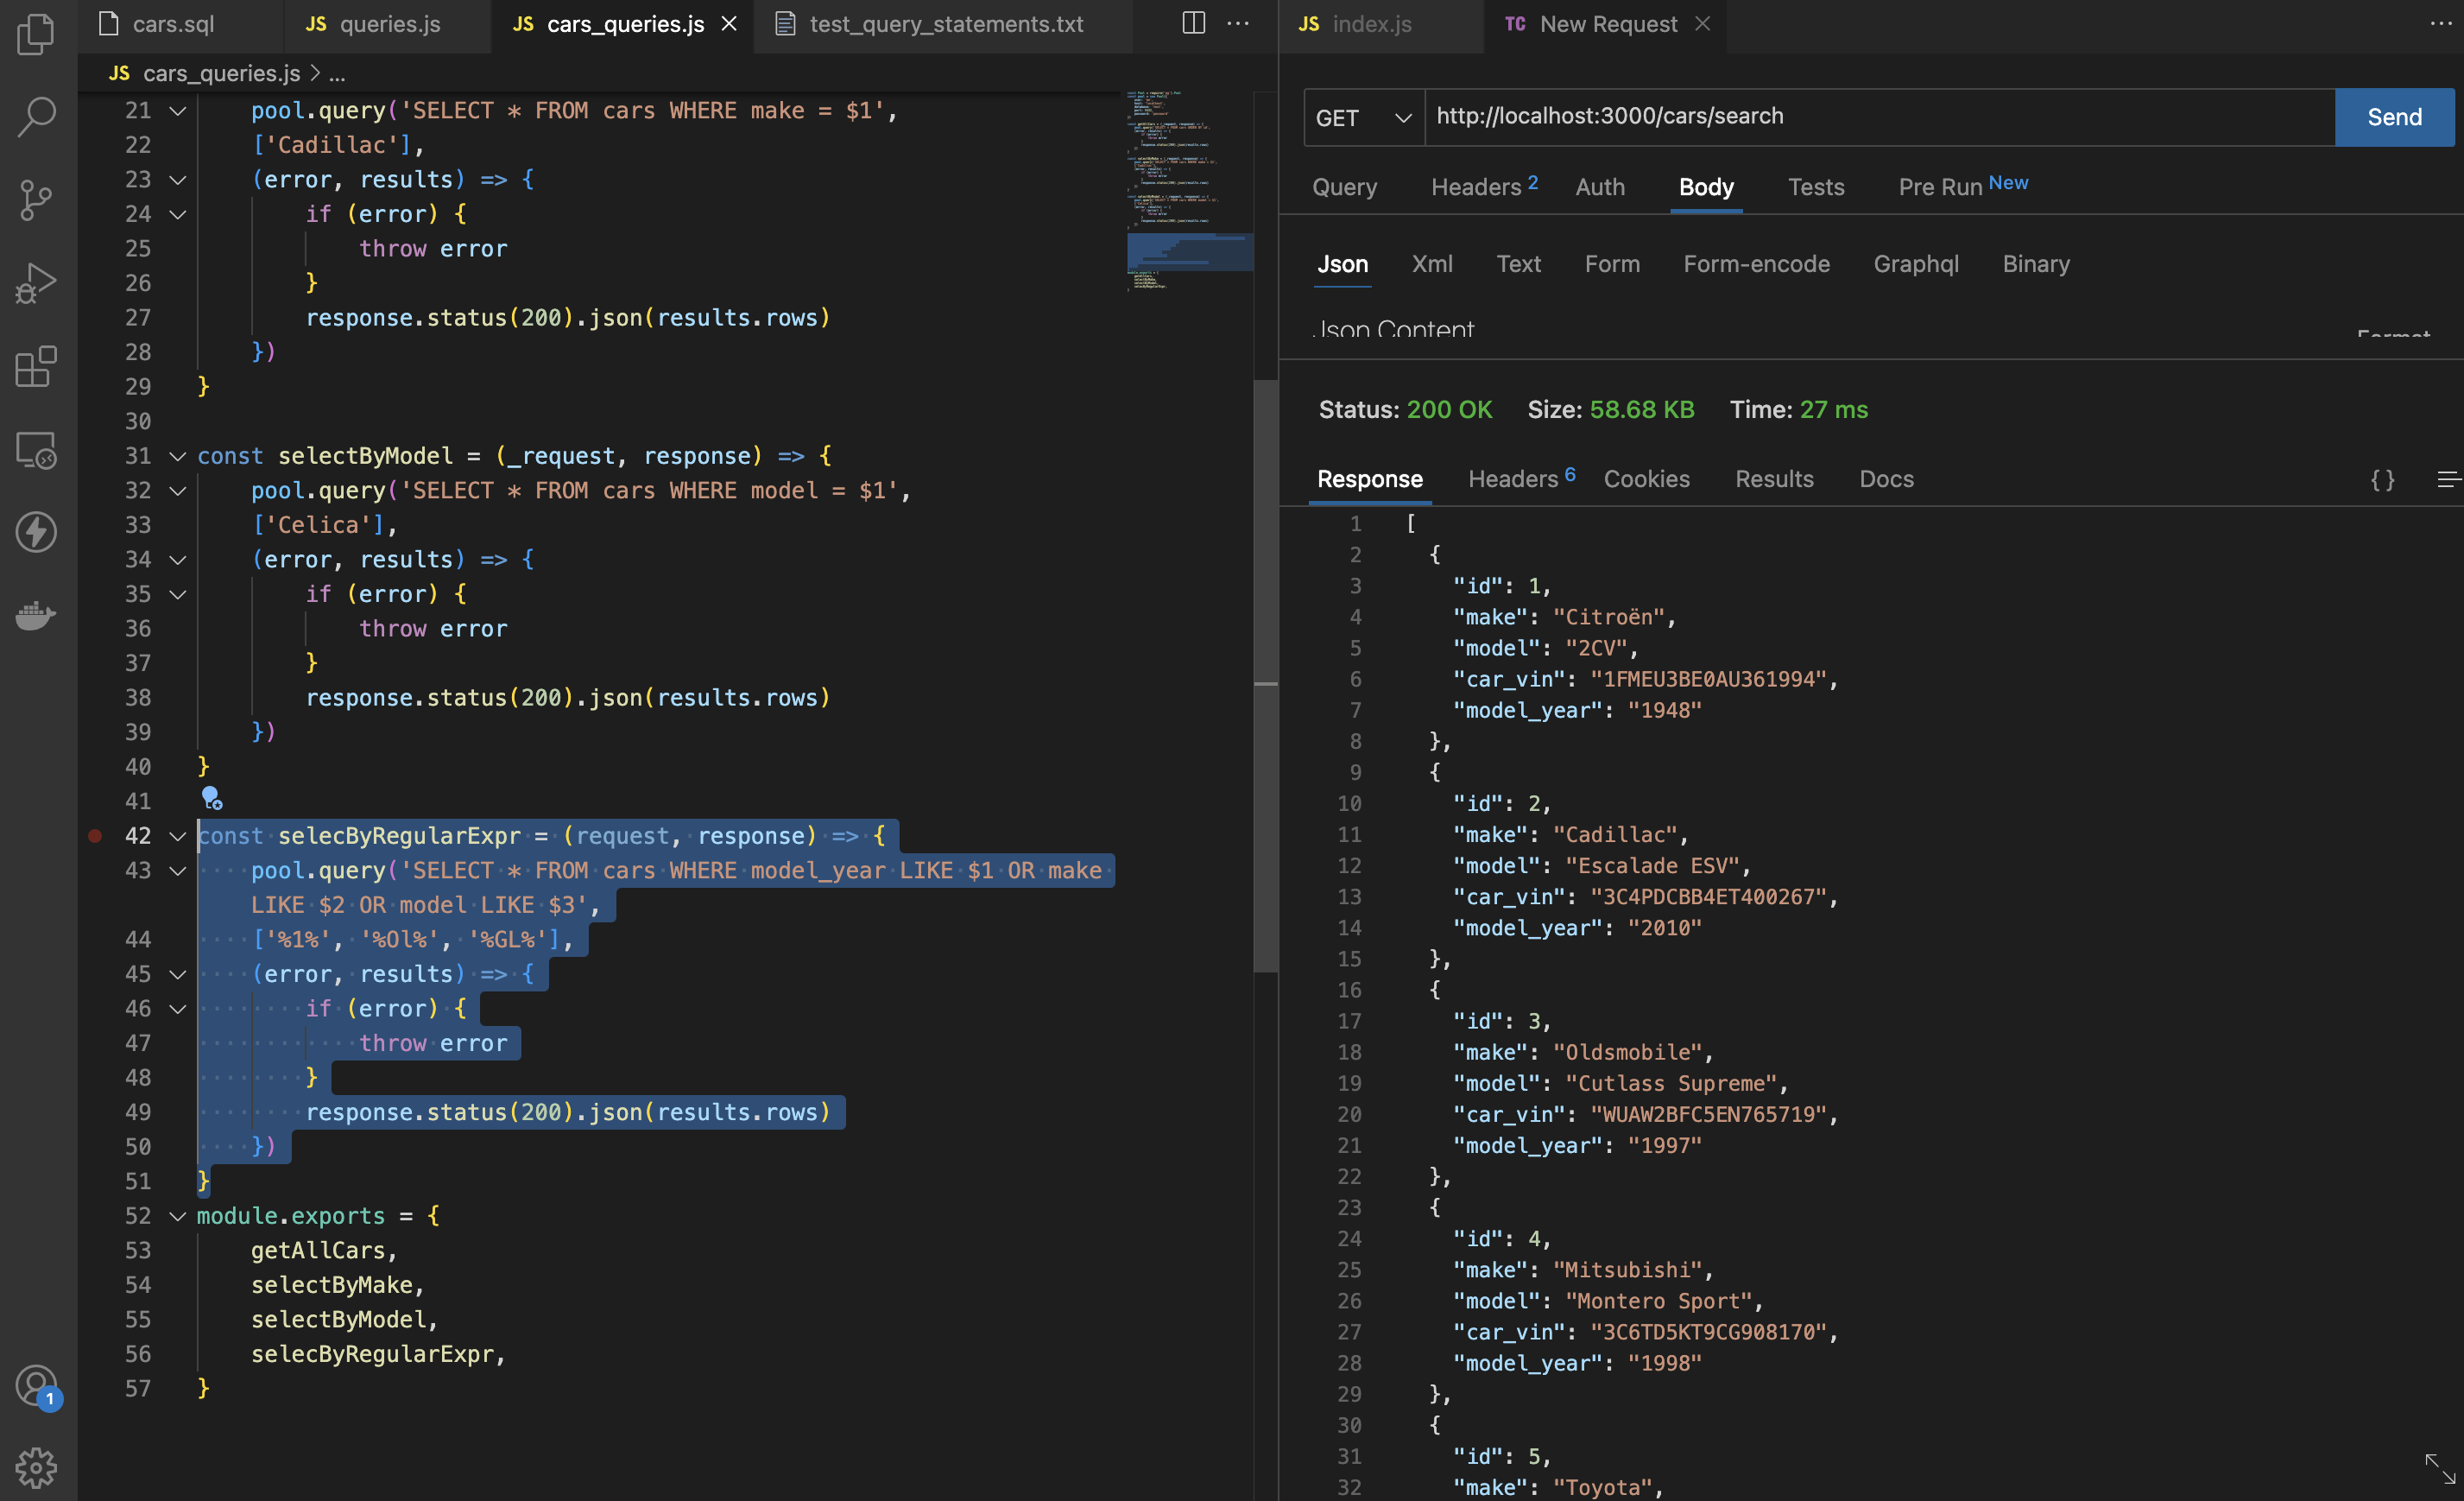 cars.sql
JS queries.js
JS cars_queries.js
test_query_statements.txt
JS index.js
TC New Request
JS cars_queries.js > ...
21 pool.query('SELECT * FROM cars WHERE make = $1',
22 ['Cadillac'],
23 (error, results) => {
24 if (error) {
25 throw error
26 }
27 response.status(200).json(results.rows)
28 })
29 }
30
31 const selectByModel = (_request, response) => {
32 pool.query('SELECT * FROM cars WHERE model = $1',
33 ['Celica'],
34 (error, results) => {
35 if (error) {
36 throw error
37 }
38 response.status(200).json(results.rows)
39 })
40 }
41
42 const selecByRegularExpr = (request, response) => {
43 pool.query('SELECT * FROM cars WHERE model_year LIKE $1 OR make
LIKE $2 OR model LIKE $3',
44 ['%1%', '%Ol%', '%GL%'],
45 (error, results) => {
46 if (error) {
47 throw error
48 }
49 response.status(200).json(results.rows)
50 })
51 }
52 module.exports = {
53 getAllCars,
54 selectByMake,
55 selectByModel,
56 selecByRegularExpr,
57 }
1
GET http://localhost:3000/cars/search Send
Query Headers 2 Auth Body Tests Pre Run New
Json Xml Text Form Form-encode Graphql Binary
Json Content Format
Status: 200 OK Size: 58.68 KB Time: 27 ms
Response Headers 6 Cookies Results Docs {}
1 [
2 {
3 "id": 1,
4 "make": "Citroën",
5 "model": "2CV",
6 "car_vin": "1FMEU3BE0AU361994",
7 "model_year": "1948"
8 },
9 {
10 "id": 2,
11 "make": "Cadillac",
12 "model": "Escalade ESV",
13 "car_vin": "3C4PDCBB4ET400267",
14 "model_year": "2010"
15 },
16 {
17 "id": 3,
18 "make": "Oldsmobile",
19 "model": "Cutlass Supreme",
20 "car_vin": "WUAW2BFC5EN765719",
21 "model_year": "1997"
22 },
23 {
24 "id": 4,
25 "make": "Mitsubishi",
26 "model": "Montero Sport",
27 "car_vin": "3C6TD5KT9CG908170",
28 "model_year": "1998"
29 },
30 {
31 "id": 5,
32 "make": "Toyota",